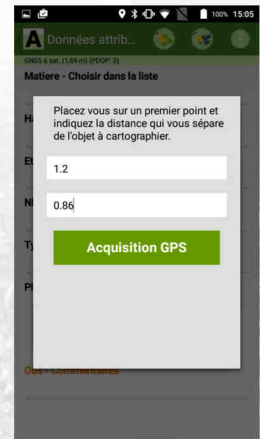 100% 15:05
A Données attrib...
GNSS 6 sat. (1,69 m) (PDOP: 3)
Matiere - Choisir dans la liste
Placez vous sur un premier point et
indiquez la distance qui vous sépare
de l'objet à cartographier.
1.2
0.86
Acquisition GPS
Obs - Commentaires